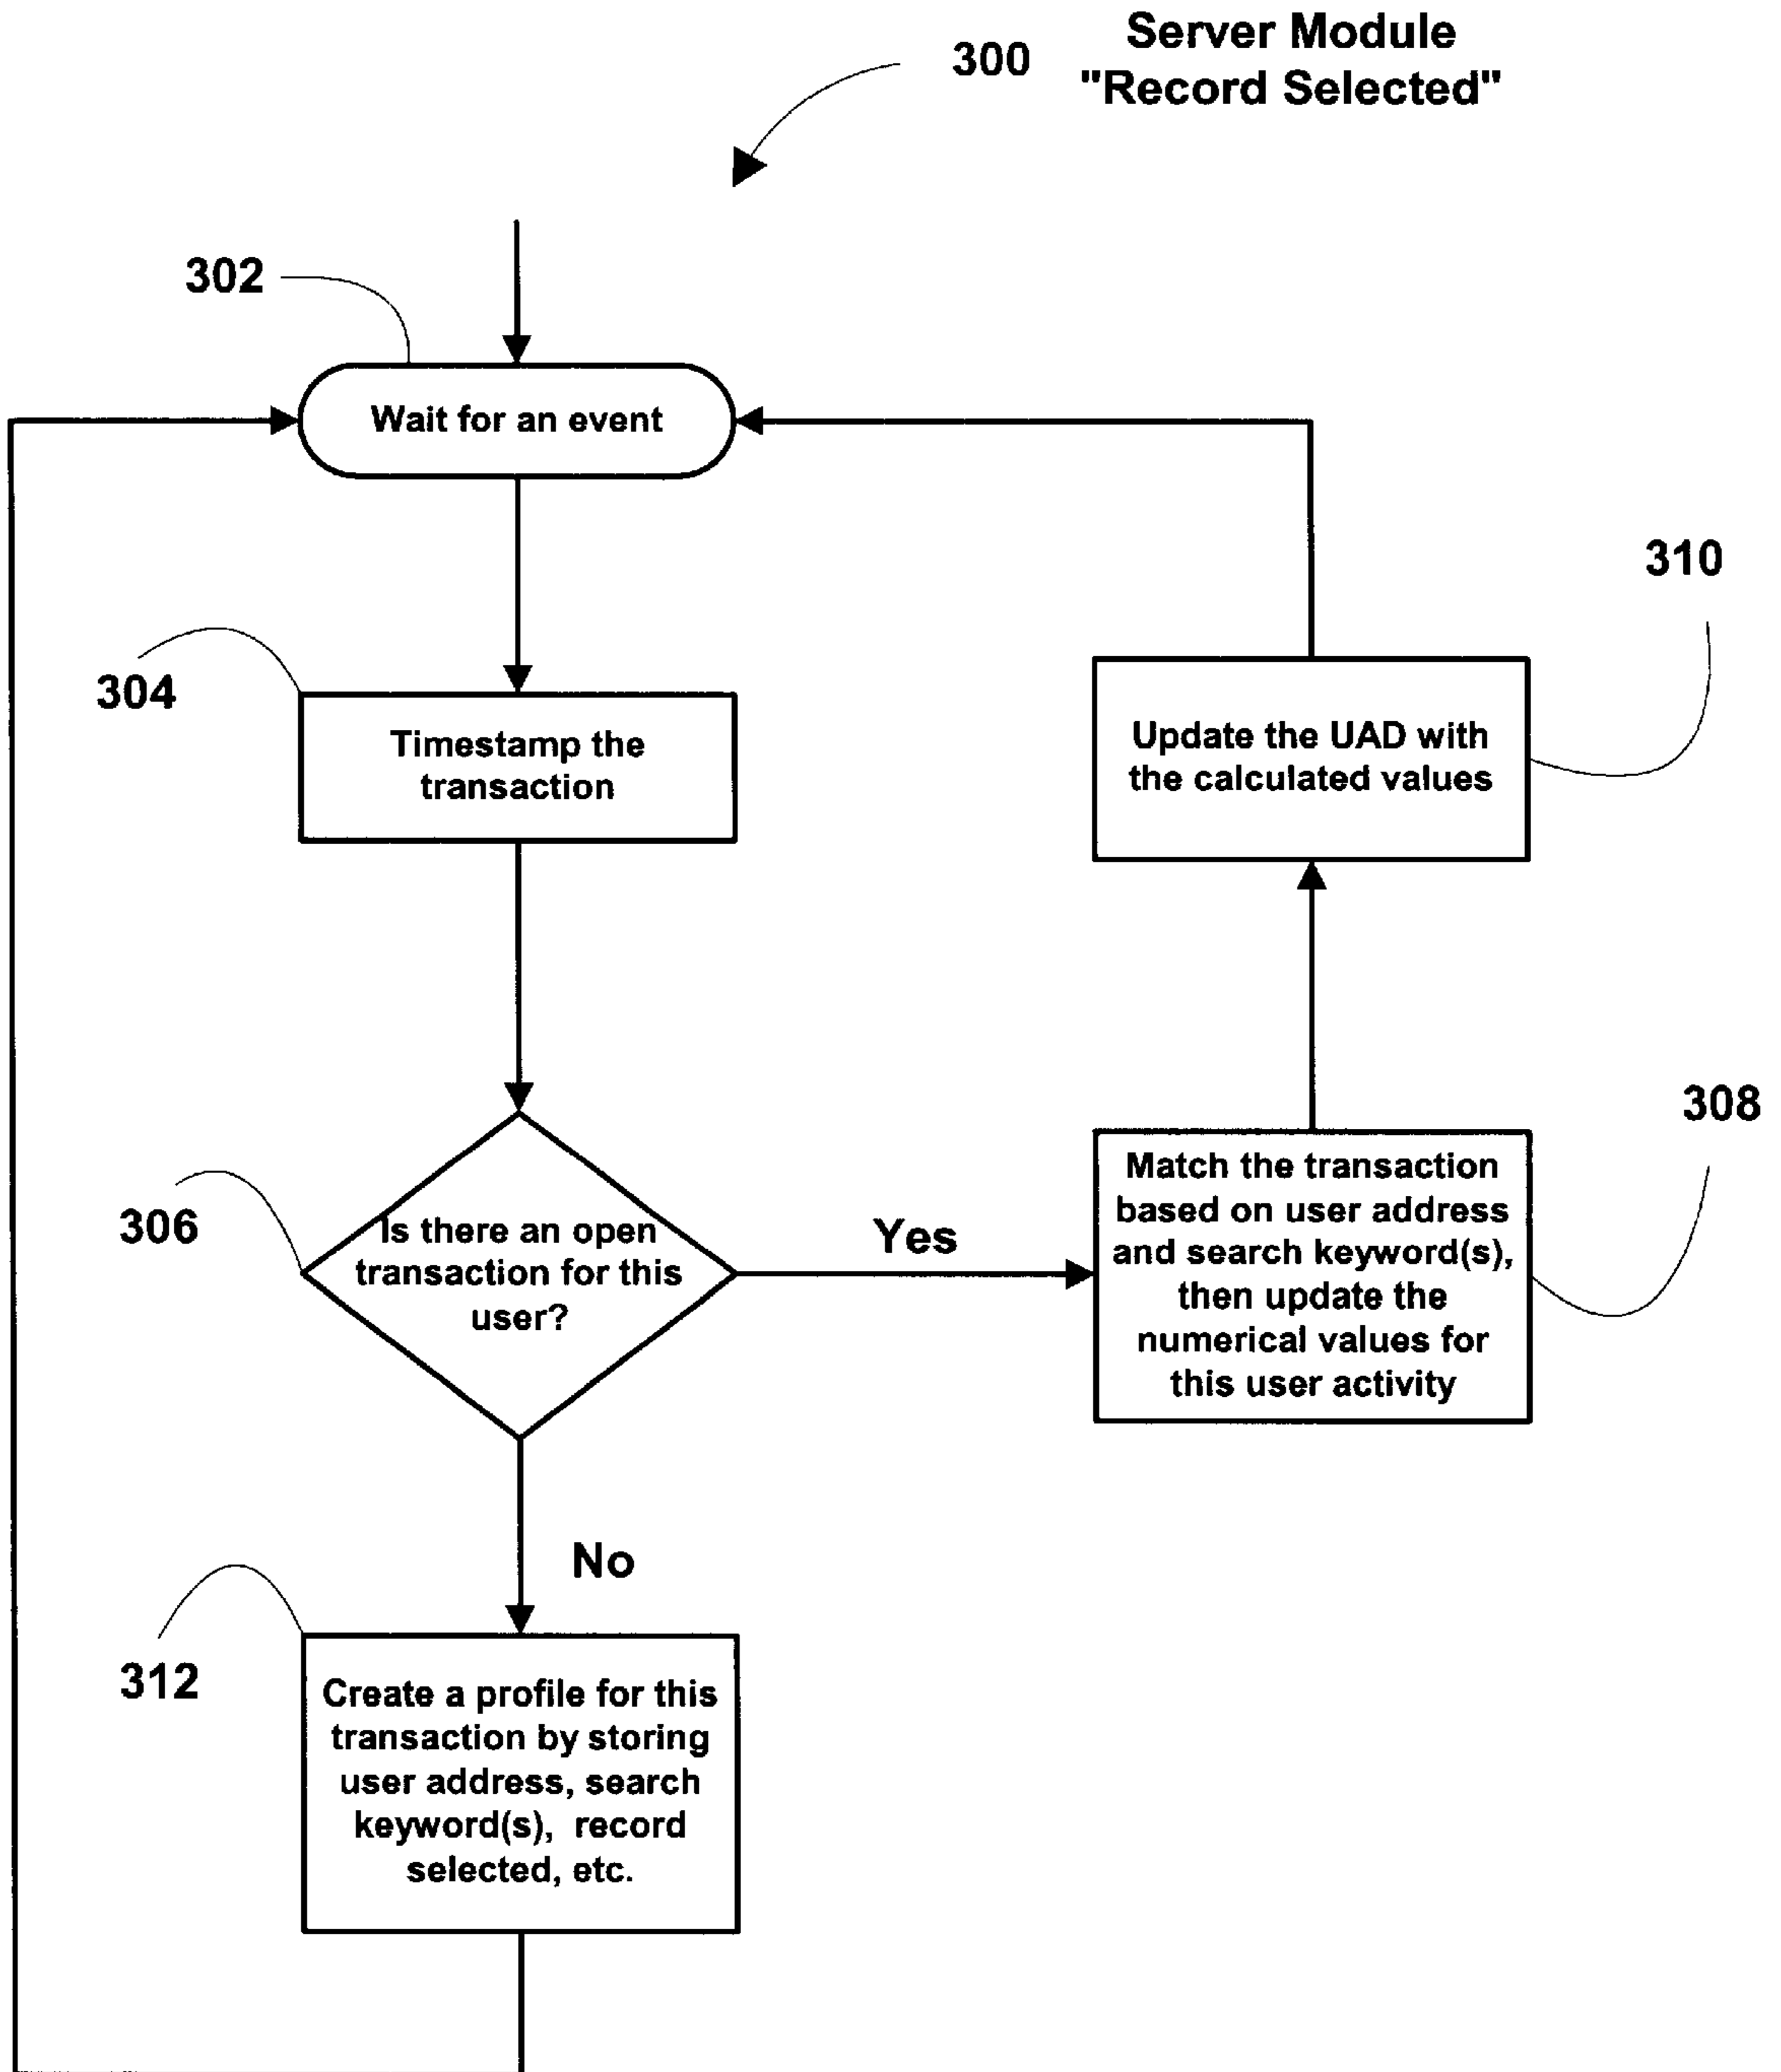 Server Module
300
"Record Selected"
302
Wait for an event
310
304
Timestamp the
transaction
Update the UAD with
the calculated values
308
306
Is there an open
transaction for this
user?
Yes
Match the transaction
based on user address
and search keyword(s),
then update the
numerical values for
this user activity
No
312
Create a profile for this
transaction by storing
user address, search
keyword(s), record
selected, etc.